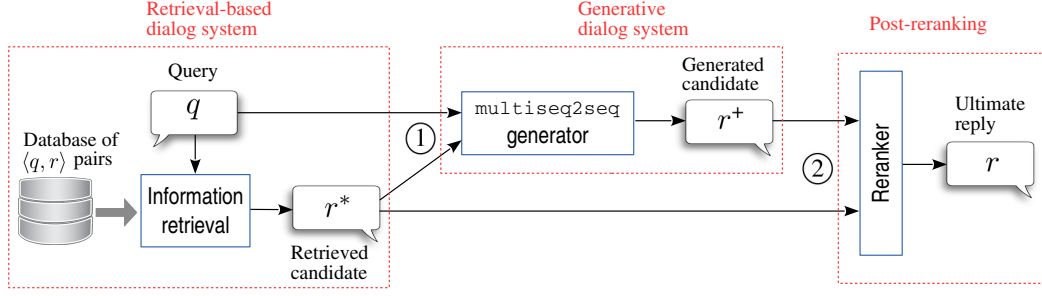 Retrieval-based
dialog system
Generative
dialog system
Post-reranking
Query
q
Database of
⟨q, r⟩ pairs
Information
retrieval
r*
Retrieved
candidate
1
multiseq2seq
generator
Generated
candidate
r+
2
Reranker
Ultimate
reply
r